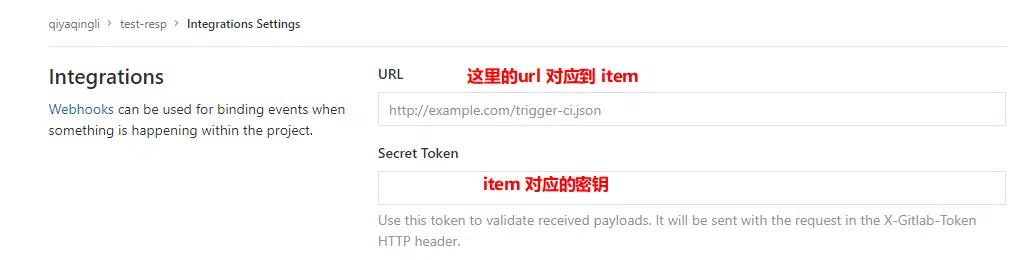 qiyaqingli > test-resp > Integrations Settings
Integrations
Webhooks can be used for binding events when
something is happening within the project.
URL
这里的url 对应到 item
http://example.com/trigger-ci.json
Secret Token
item 对应的密钥
Use this token to validate received payloads. It will be sent with the request in the X-Gitlab-Token
HTTP header.